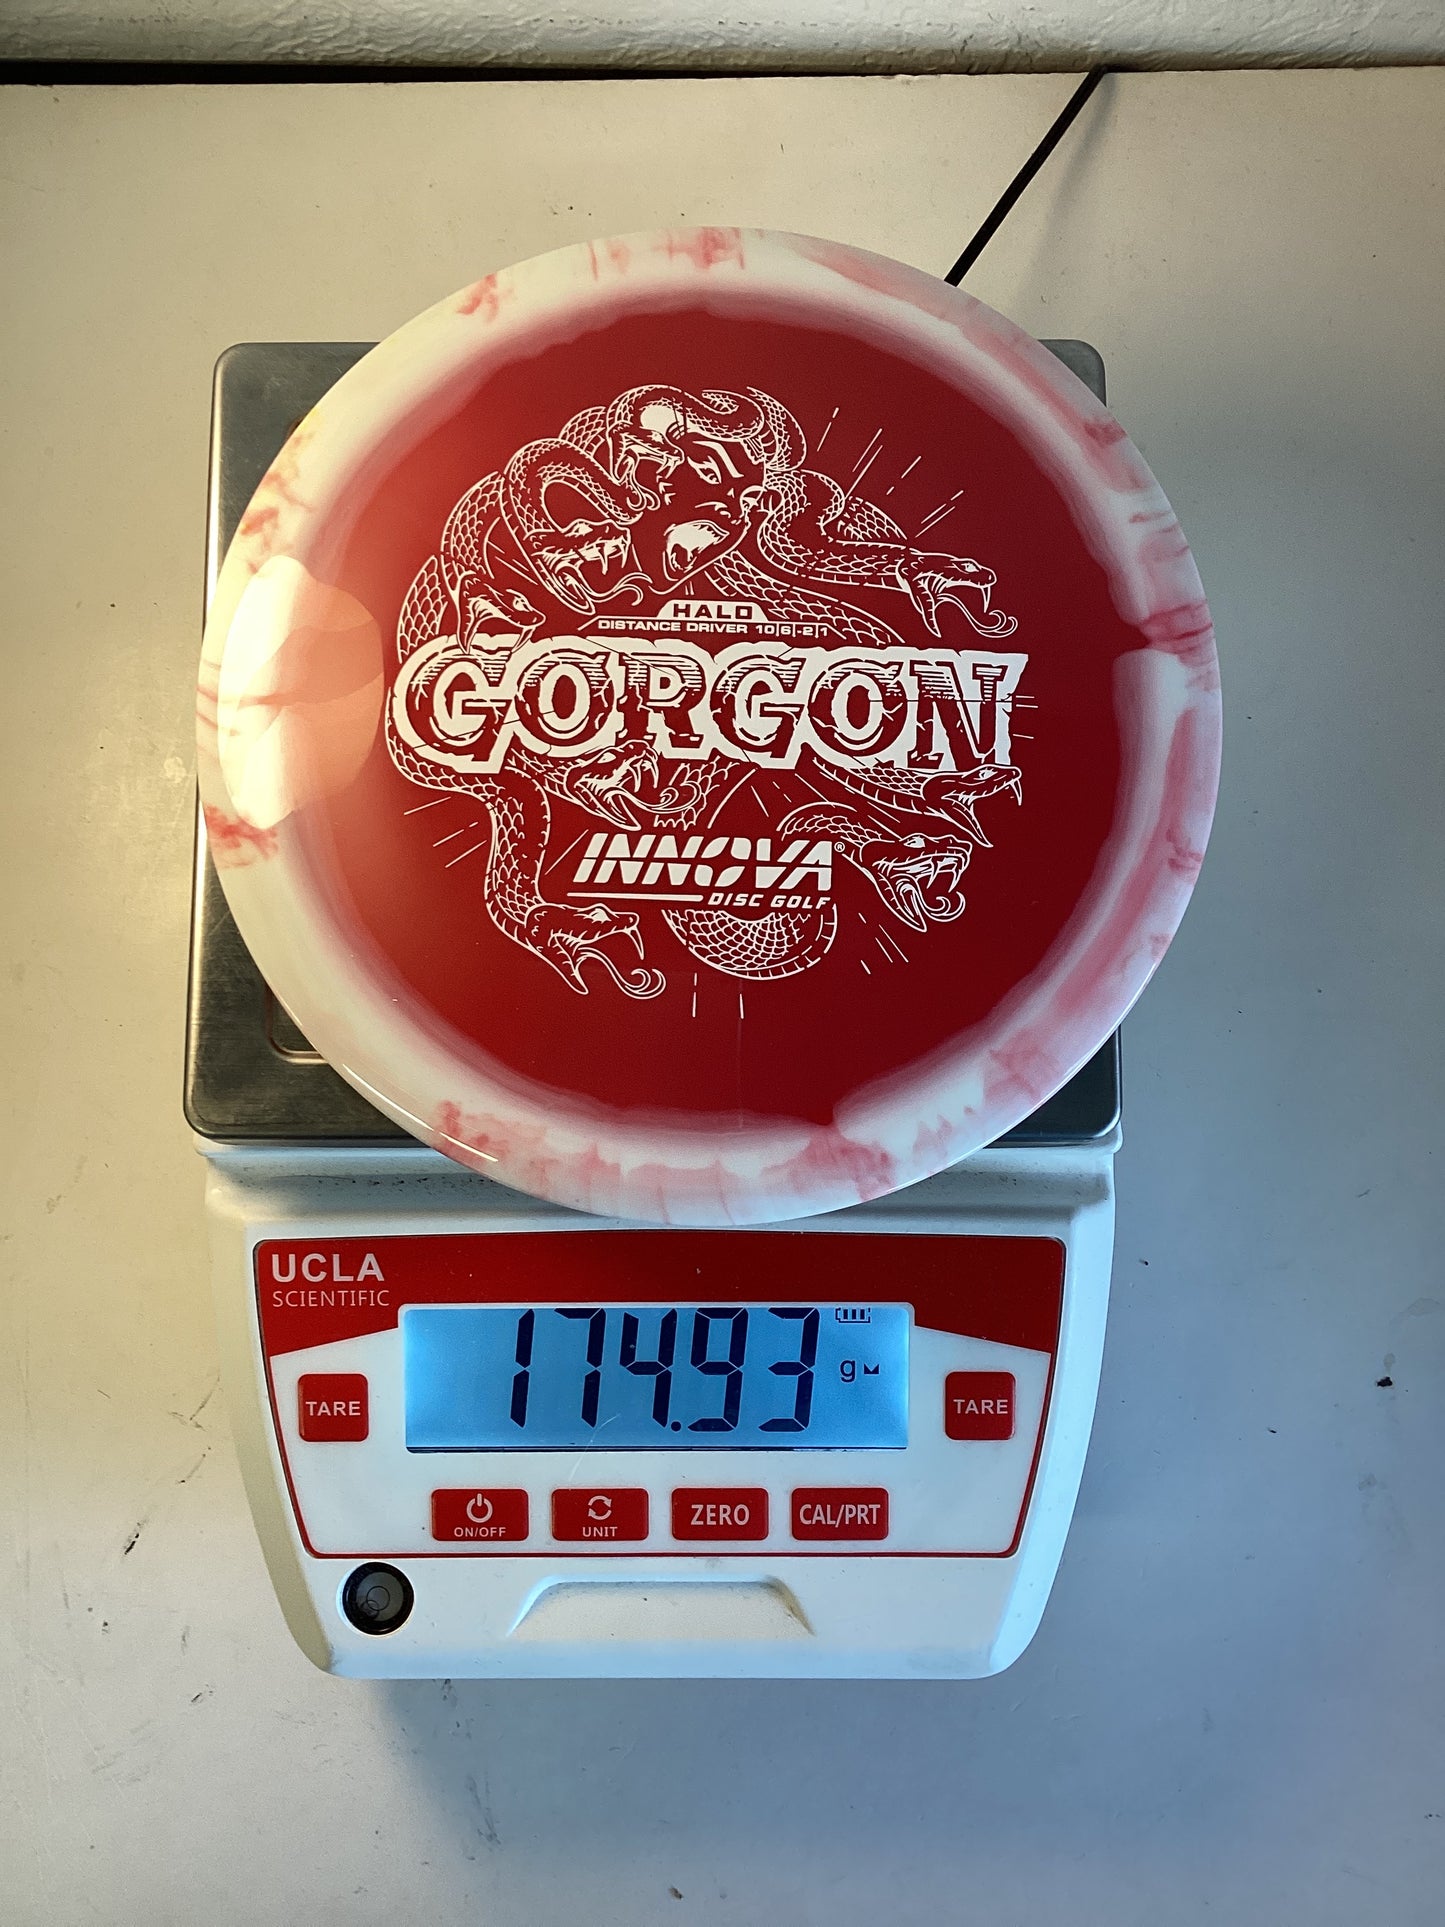 HALO
DISTANCE DRIVER 10|6|-2|1
GORGON
INNOVA®
DISC GOLF
UCLA
SCIENTIFIC
174.93 g
TARE
TARE
ON/OFF
UNIT
ZERO
CAL/PRT